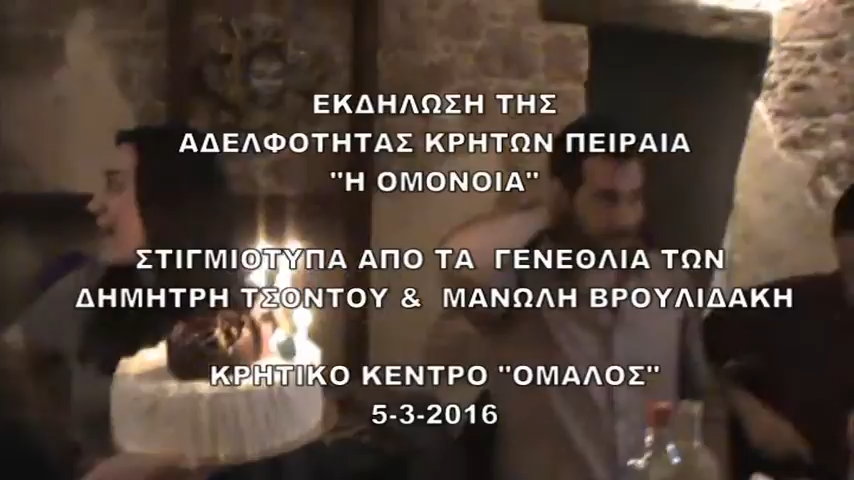 ΕΚΔΗΛΩΣΗ ΤΗΣ
ΑΔΕΛΦΟΤΗΤΑΣ ΚΡΗΤΩΝ ΠΕΙΡΑΙΑ
"Η ΟΜΟΝΟΙΑ"
ΣΤΙΓΜΙΟΤΥΠΑ ΑΠΟ ΤΑ ΓΕΝΕΘΛΙΑ ΤΩΝ
ΔΗΜΗΤΡΗ ΤΣΟΝΤΟΥ & ΜΑΝΩΛΗ ΒΡΟΥΛΙΔΑΚΗ
ΚΡΗΤΙΚΟ ΚΕΝΤΡΟ "ΟΜΑΛΟΣ"
5-3-2016